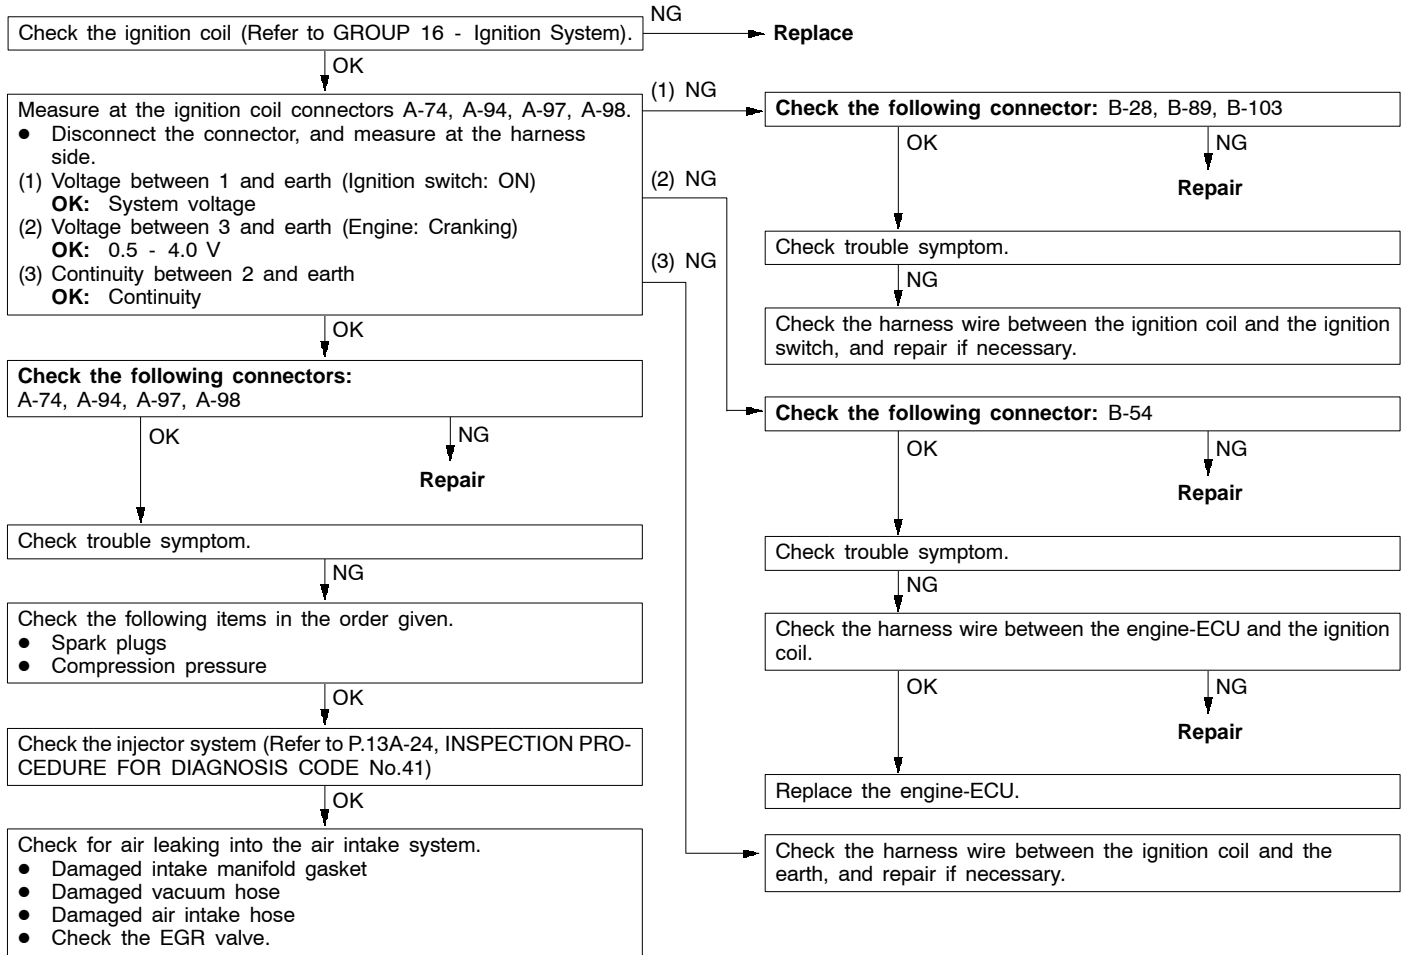 Check the ignition coil (Refer to GROUP 16 - Ignition System).
NG
Replace
OK
Measure at the ignition coil connectors A-74, A-94, A-97, A-98.
● Disconnect the connector, and measure at the harness
side.
(1) Voltage between 1 and earth (Ignition switch: ON)
OK: System voltage
(2) Voltage between 3 and earth (Engine: Cranking)
OK: 0.5 - 4.0 V
(3) Continuity between 2 and earth
OK: Continuity
(1) NG
(2) NG
(3) NG
OK
Check the following connectors:
A-74, A-94, A-97, A-98
OK
NG
Repair
Check trouble symptom.
NG
Check the following items in the order given.
● Spark plugs
● Compression pressure
OK
Check the injector system (Refer to P.13A-24, INSPECTION PRO-
CEDURE FOR DIAGNOSIS CODE No.41)
OK
Check for air leaking into the air intake system.
● Damaged intake manifold gasket
● Damaged vacuum hose
● Damaged air intake hose
● Check the EGR valve.
Check the following connector: B-28, B-89, B-103
OK
NG
Repair
Check trouble symptom.
NG
Check the harness wire between the ignition coil and the ignition
switch, and repair if necessary.
Check the following connector: B-54
OK
NG
Repair
Check trouble symptom.
NG
Check the harness wire between the engine-ECU and the ignition
coil.
OK
NG
Repair
Replace the engine-ECU.
Check the harness wire between the ignition coil and the
earth, and repair if necessary.